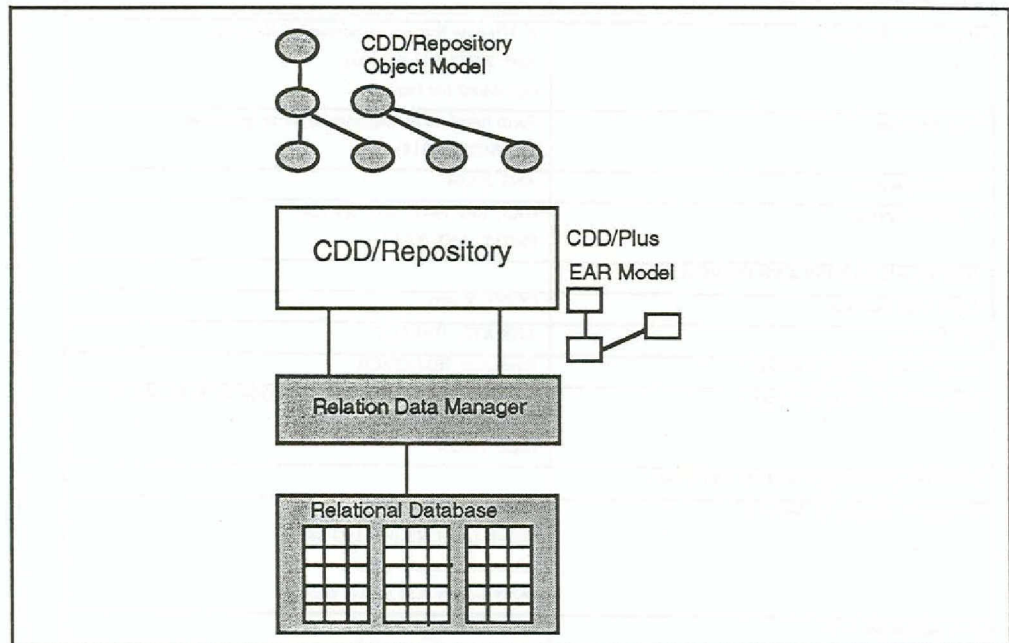 CDD/Repository
Object Model
CDD/Repository
CDD/Plus
EAR Model
Relation Data Manager
Relational Database